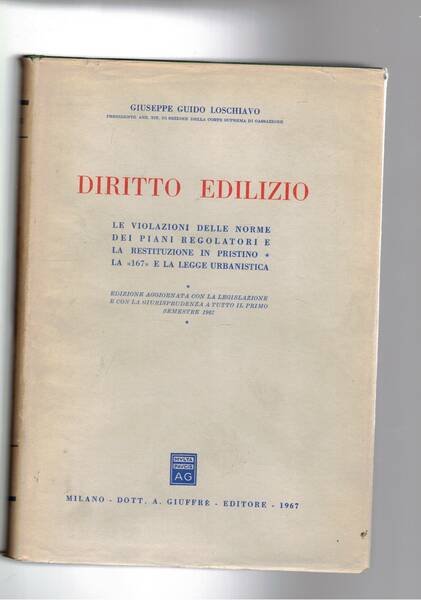 GIUSEPPE GUIDO LOSCHIAVO
PRESIDENTE AGG. TIT. DI SEZIONE DELLA CORTE SUPREMA DI CASSAZIONE
DIRITTO EDILIZIO
LE VIOLAZIONI DELLE NORME
DEI PIANI REGOLATORI E
LA RESTITUZIONE IN PRISTINO *
LA «167» E LA LEGGE URBANISTICA
*
EDIZIONE AGGIORNATA CON LA LEGISLAZIONE
E CON LA GIURISPRUDENZA A TUTTO IL PRIMO
SEMESTRE 1967
*
MVLTA
PAVCIS
AG
MILANO - DOTT. A. GIUFFRÈ - EDITORE - 1967